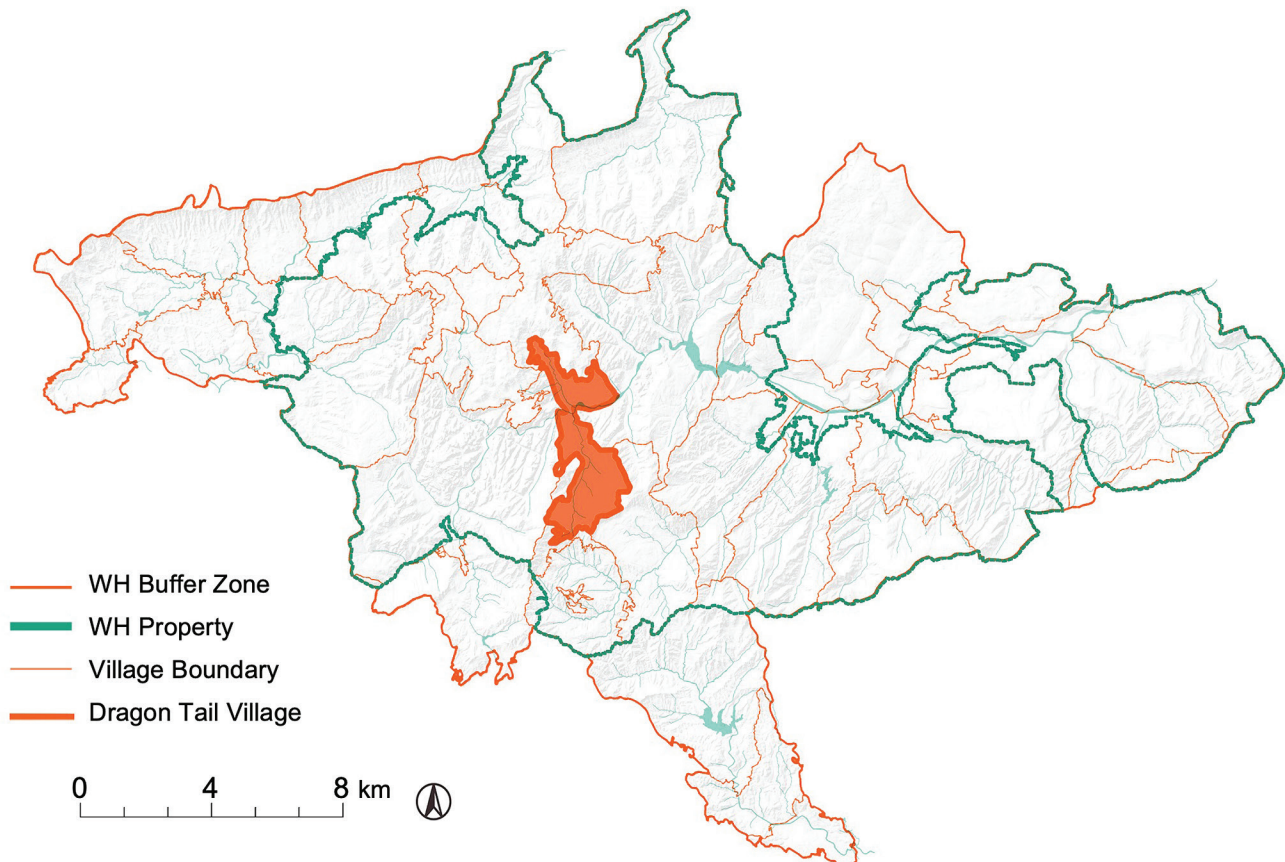 WH Buffer Zone
WH Property
Village Boundary
Dragon Tail Village
0 4 8 km